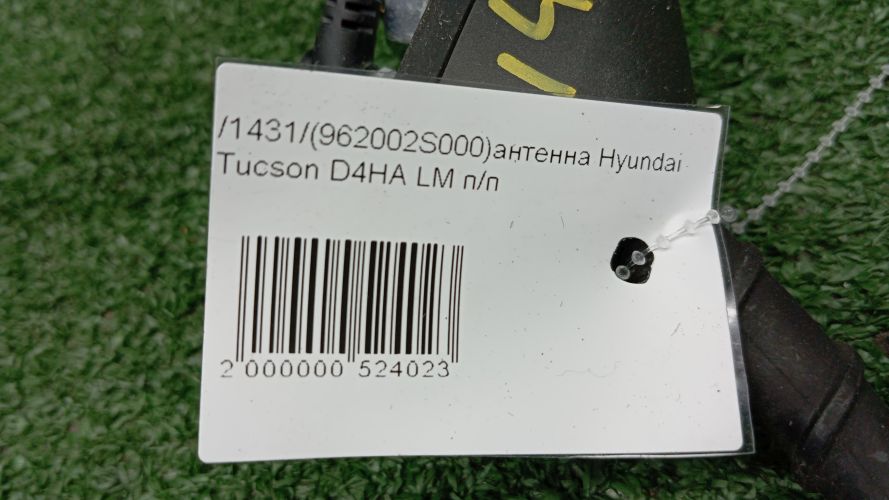 /1431/(962002S000)антенна Hyundai
Tucson D4HA LM п/п
2 000000 524023